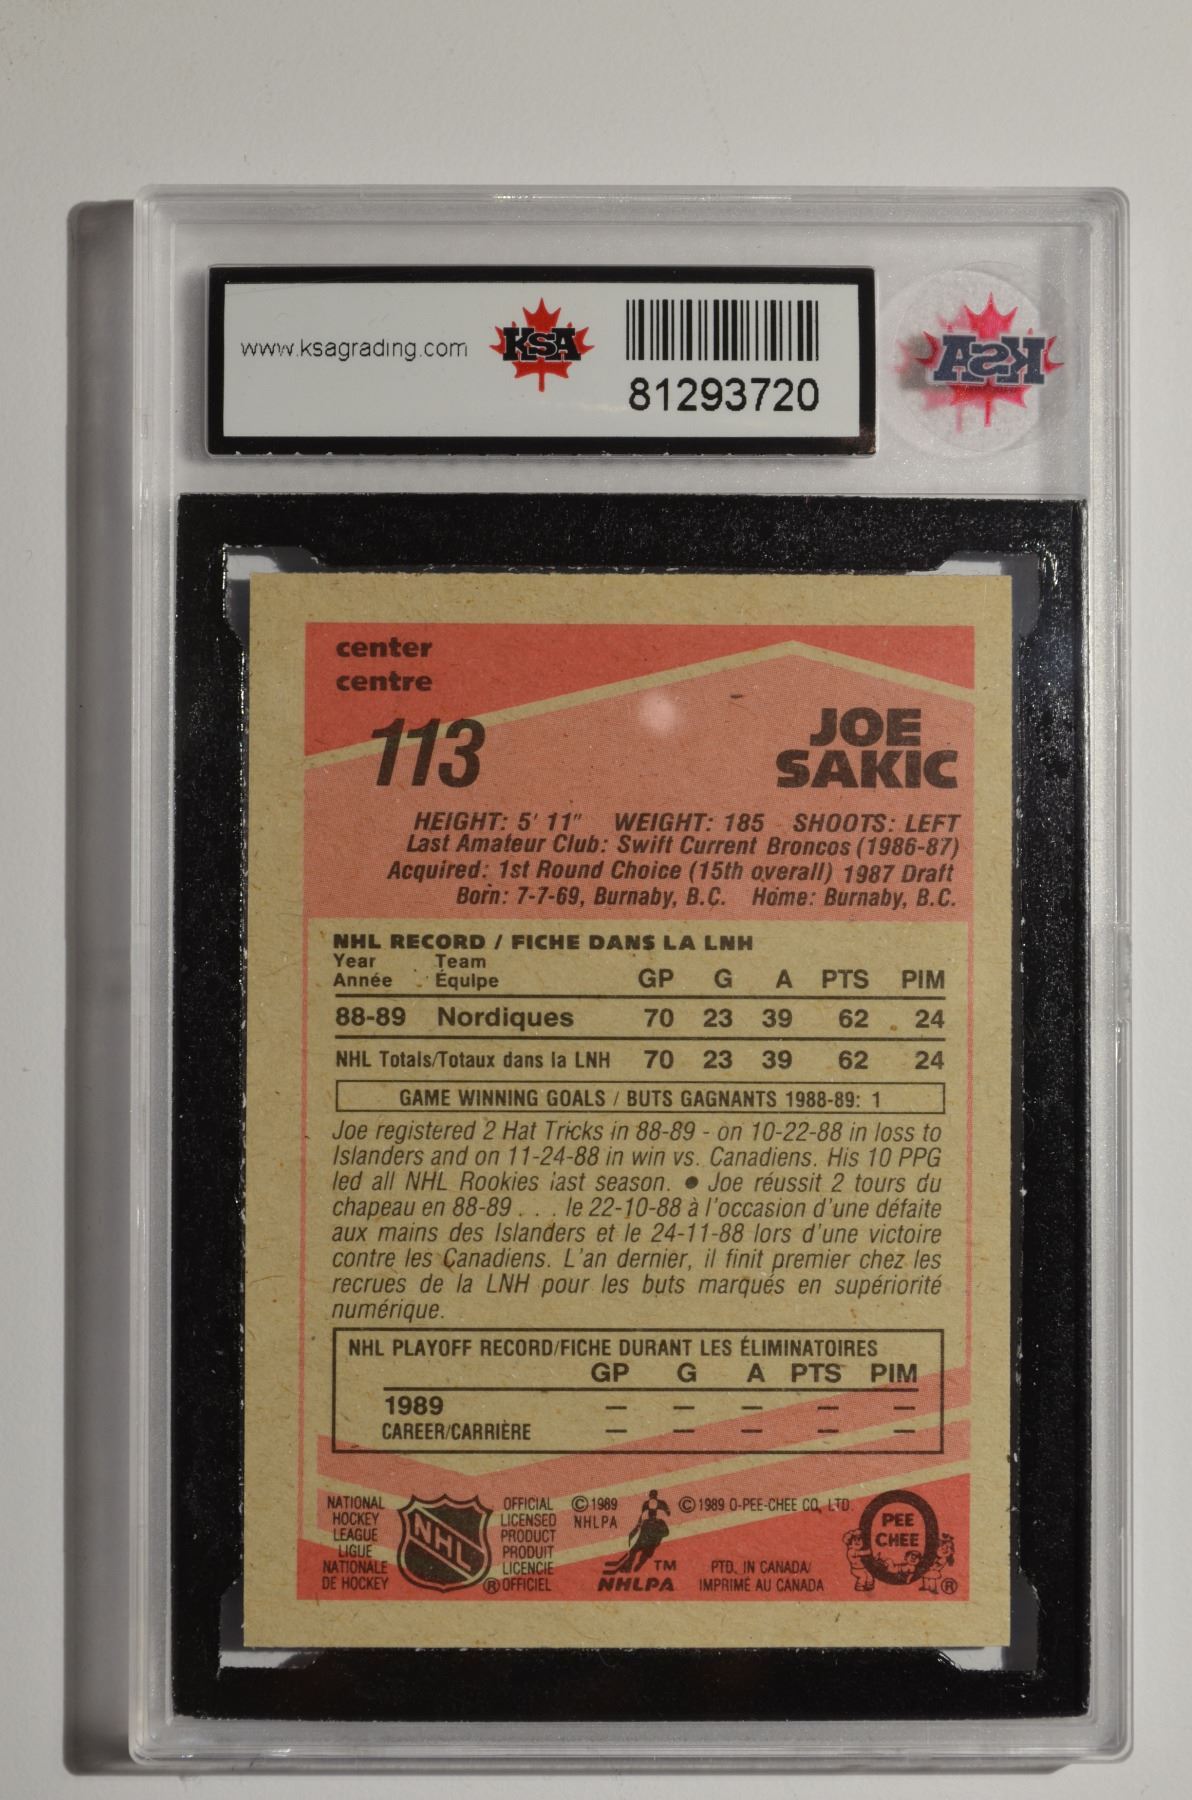 www.ksagrading.com
KSA
81293720
KSA
center
centre
113
JOE
SAKIC
HEIGHT: 5' 11" WEIGHT: 185 SHOOTS: LEFT
Last Amateur Club: Swift Current Broncos (1986-87)
Acquired: 1st Round Choice (15th overall) 1987 Draft
Born: 7-7-69, Burnaby, B.C. Home: Burnaby, B.C.
NHL RECORD / FICHE DANS LA LNH
Year Team
Année Équipe GP G A PTS PIM
88-89 Nordiques 70 23 39 62 24
NHL Totals/Totaux dans la LNH 70 23 39 62 24
GAME WINNING GOALS / BUTS GAGNANTS 1988-89: 1
Joe registered 2 Hat Tricks in 88-89 - on 10-22-88 in loss to
Islanders and on 11-24-88 in win vs. Canadiens. His 10 PPG
led all NHL Rookies last season. ● Joe réussit 2 tours du
chapeau en 88-89 . . . le 22-10-88 à l'occasion d'une défaite
aux mains des Islanders et le 24-11-88 lors d'une victoire
contre les Canadiens. L'an dernier, il finit premier chez les
recrues de la LNH pour les buts marqués en supériorité
numérique.
NHL PLAYOFF RECORD/FICHE DURANT LES ÉLIMINATOIRES
GP G A PTS PIM
1989 — — — — —
CAREER/CARRIÈRE — — — — —
NATIONAL
HOCKEY
LEAGUE
LIGUE
NATIONALE
DE HOCKEY
NHL
®
OFFICIAL
LICENSED
PRODUCT
PRODUIT
LICENCIE
OFFICIEL
© 1989
NHLPA
TM
NHLPA
© 1989 O-PEE-CHEE CO. LTD.
PTD. IN CANADA/
IMPRIMÉ AU CANADA
PEE
CHEE
®